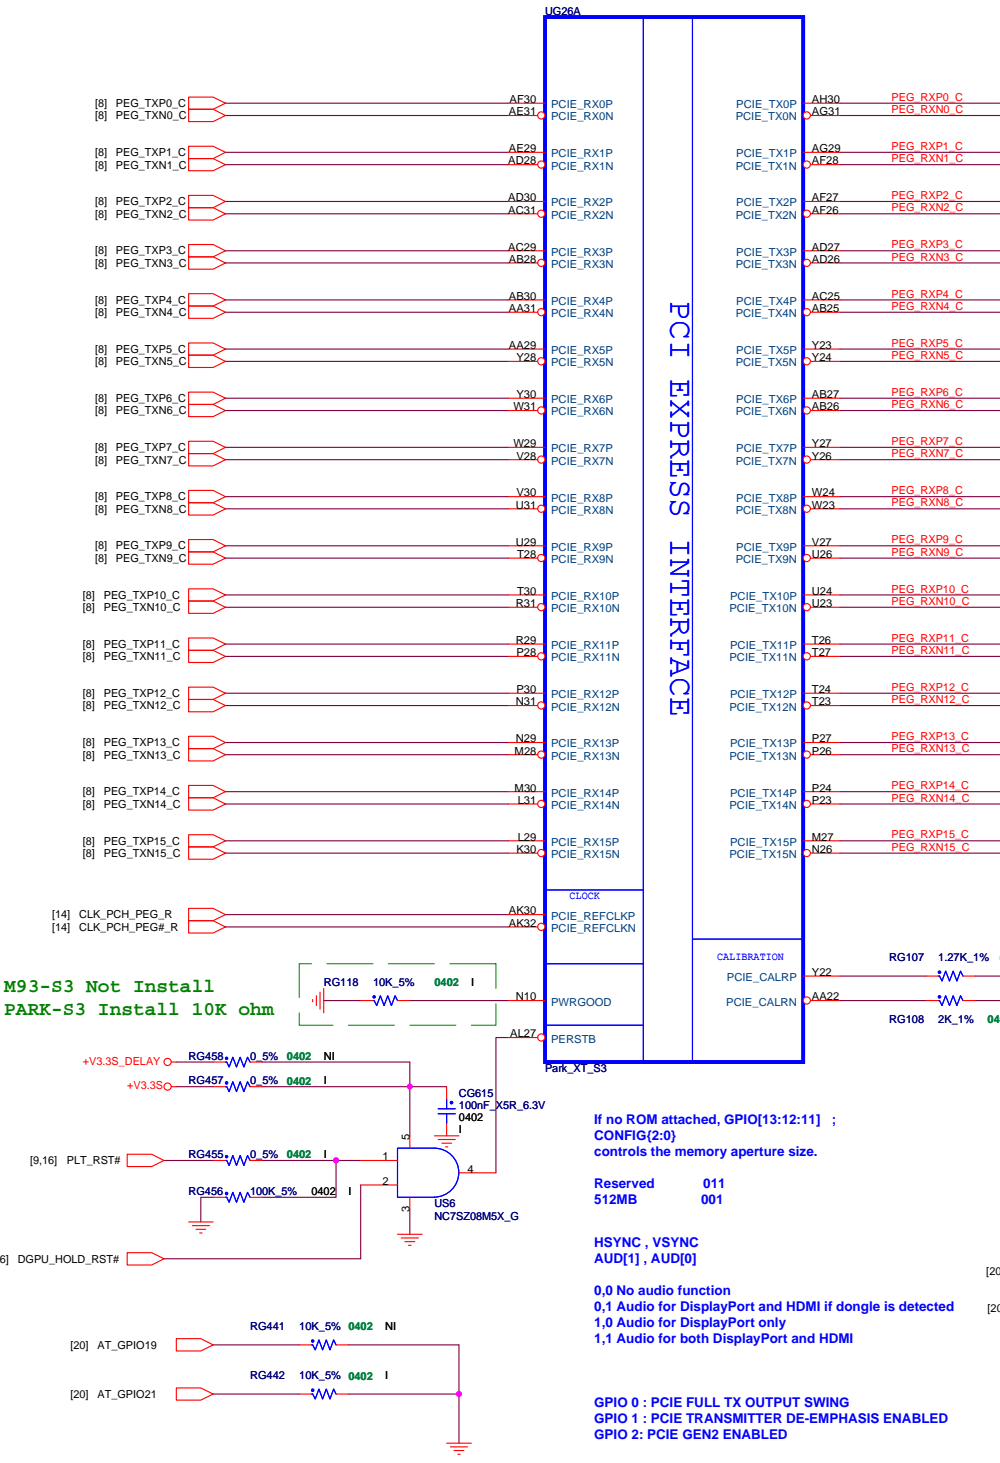 UG26A
[8] PEG_TXP0_C AF30 PCIE_RX0P PCIE_TX0P AH30 PEG_RXP0_C
[8] PEG_TXN0_C AE31 PCIE_RX0N PCIE_TX0N AG31 PEG_RXN0_C
[8] PEG_TXP1_C AE29 PCIE_RX1P PCIE_TX1P AG29 PEG_RXP1_C
[8] PEG_TXN1_C AD28 PCIE_RX1N PCIE_TX1N AF28 PEG_RXN1_C
[8] PEG_TXP2_C AD30 PCIE_RX2P PCIE_TX2P AF27 PEG_RXP2_C
[8] PEG_TXN2_C AC31 PCIE_RX2N PCIE_TX2N AF26 PEG_RXN2_C
[8] PEG_TXP3_C AC29 PCIE_RX3P PCIE_TX3P AD27 PEG_RXP3_C
[8] PEG_TXN3_C AB28 PCIE_RX3N PCIE_TX3N AD26 PEG_RXN3_C
[8] PEG_TXP4_C AB30 PCIE_RX4P PCIE_TX4P AC25 PEG_RXP4_C
[8] PEG_TXN4_C AA31 PCIE_RX4N PCIE_TX4N AB25 PEG_RXN4_C
[8] PEG_TXP5_C AA29 PCIE_RX5P PCIE_TX5P Y23 PEG_RXP5_C
[8] PEG_TXN5_C Y28 PCIE_RX5N PCIE_TX5N Y24 PEG_RXN5_C
[8] PEG_TXP6_C Y30 PCIE_RX6P PCIE_TX6P AB27 PEG_RXP6_C
[8] PEG_TXN6_C W31 PCIE_RX6N PCIE_TX6N AB26 PEG_RXN6_C
[8] PEG_TXP7_C W29 PCIE_RX7P PCIE_TX7P Y27 PEG_RXP7_C
[8] PEG_TXN7_C V28 PCIE_RX7N PCIE_TX7N Y26 PEG_RXN7_C
[8] PEG_TXP8_C V30 PCIE_RX8P PCIE_TX8P W24 PEG_RXP8_C
[8] PEG_TXN8_C U31 PCIE_RX8N PCIE_TX8N W23 PEG_RXN8_C
[8] PEG_TXP9_C U29 PCIE_RX9P PCIE_TX9P V27 PEG_RXP9_C
[8] PEG_TXN9_C T28 PCIE_RX9N PCIE_TX9N U26 PEG_RXN9_C
[8] PEG_TXP10_C T30 PCIE_RX10P PCIE_TX10P U24 PEG_RXP10_C
[8] PEG_TXN10_C R31 PCIE_RX10N PCIE_TX10N U23 PEG_RXN10_C
[8] PEG_TXP11_C R29 PCIE_RX11P PCIE_TX11P T26 PEG_RXP11_C
[8] PEG_TXN11_C P28 PCIE_RX11N PCIE_TX11N T27 PEG_RXN11_C
[8] PEG_TXP12_C P30 PCIE_RX12P PCIE_TX12P T24 PEG_RXP12_C
[8] PEG_TXN12_C N31 PCIE_RX12N PCIE_TX12N T23 PEG_RXN12_C
[8] PEG_TXP13_C N29 PCIE_RX13P PCIE_TX13P P27 PEG_RXP13_C
[8] PEG_TXN13_C M28 PCIE_RX13N PCIE_TX13N P26 PEG_RXN13_C
[8] PEG_TXP14_C M30 PCIE_RX14P PCIE_TX14P P24 PEG_RXP14_C
[8] PEG_TXN14_C L31 PCIE_RX14N PCIE_TX14N P23 PEG_RXN14_C
[8] PEG_TXP15_C L29 PCIE_RX15P PCIE_TX15P M27 PEG_RXP15_C
[8] PEG_TXN15_C K30 PCIE_RX15N PCIE_TX15N N26 PEG_RXN15_C
PCI EXPRESS INTERFACE
CLOCK
[14] CLK_PCH_PEG_R AK30 PCIE_REFCLKP
[14] CLK_PCH_PEG#_R AK32 PCIE_REFCLKN
CALIBRATION
RG107 1.27K_1%
PCIE_CALRP Y22
PCIE_CALRN AA22
RG108 2K_1% 04
M93-S3 Not Install
PARK-S3 Install 10K ohm
RG118 10K_5% 0402 I
N10 PWRGOOD
AL27 PERSTB
Park_XT_S3
+V3.3S_DELAY RG458 0_5% 0402 NI
+V3.3S RG457 0_5% 0402 I
CG615
100nF_X5R_6.3V
0402
I
5
[9,16] PLT_RST# RG455 0_5% 0402 I 1
4
2
RG456 100K_5% 0402 I
3
US6
NC7SZ08M5X_G
6] DGPU_HOLD_RST#
RG441 10K_5% 0402 NI
[20] AT_GPIO19
RG442 10K_5% 0402 I
[20] AT_GPIO21
If no ROM attached, GPIO[13:12:11] ;
CONFIG{2:0}
controls the memory aperture size.
Reserved 011
512MB 001
HSYNC , VSYNC
AUD[1] , AUD[0]
[20
0,0 No audio function
0,1 Audio for DisplayPort and HDMI if dongle is detected
[20
1,0 Audio for DisplayPort only
1,1 Audio for both DisplayPort and HDMI
GPIO 0 : PCIE FULL TX OUTPUT SWING
GPIO 1 : PCIE TRANSMITTER DE-EMPHASIS ENABLED
GPIO 2: PCIE GEN2 ENABLED